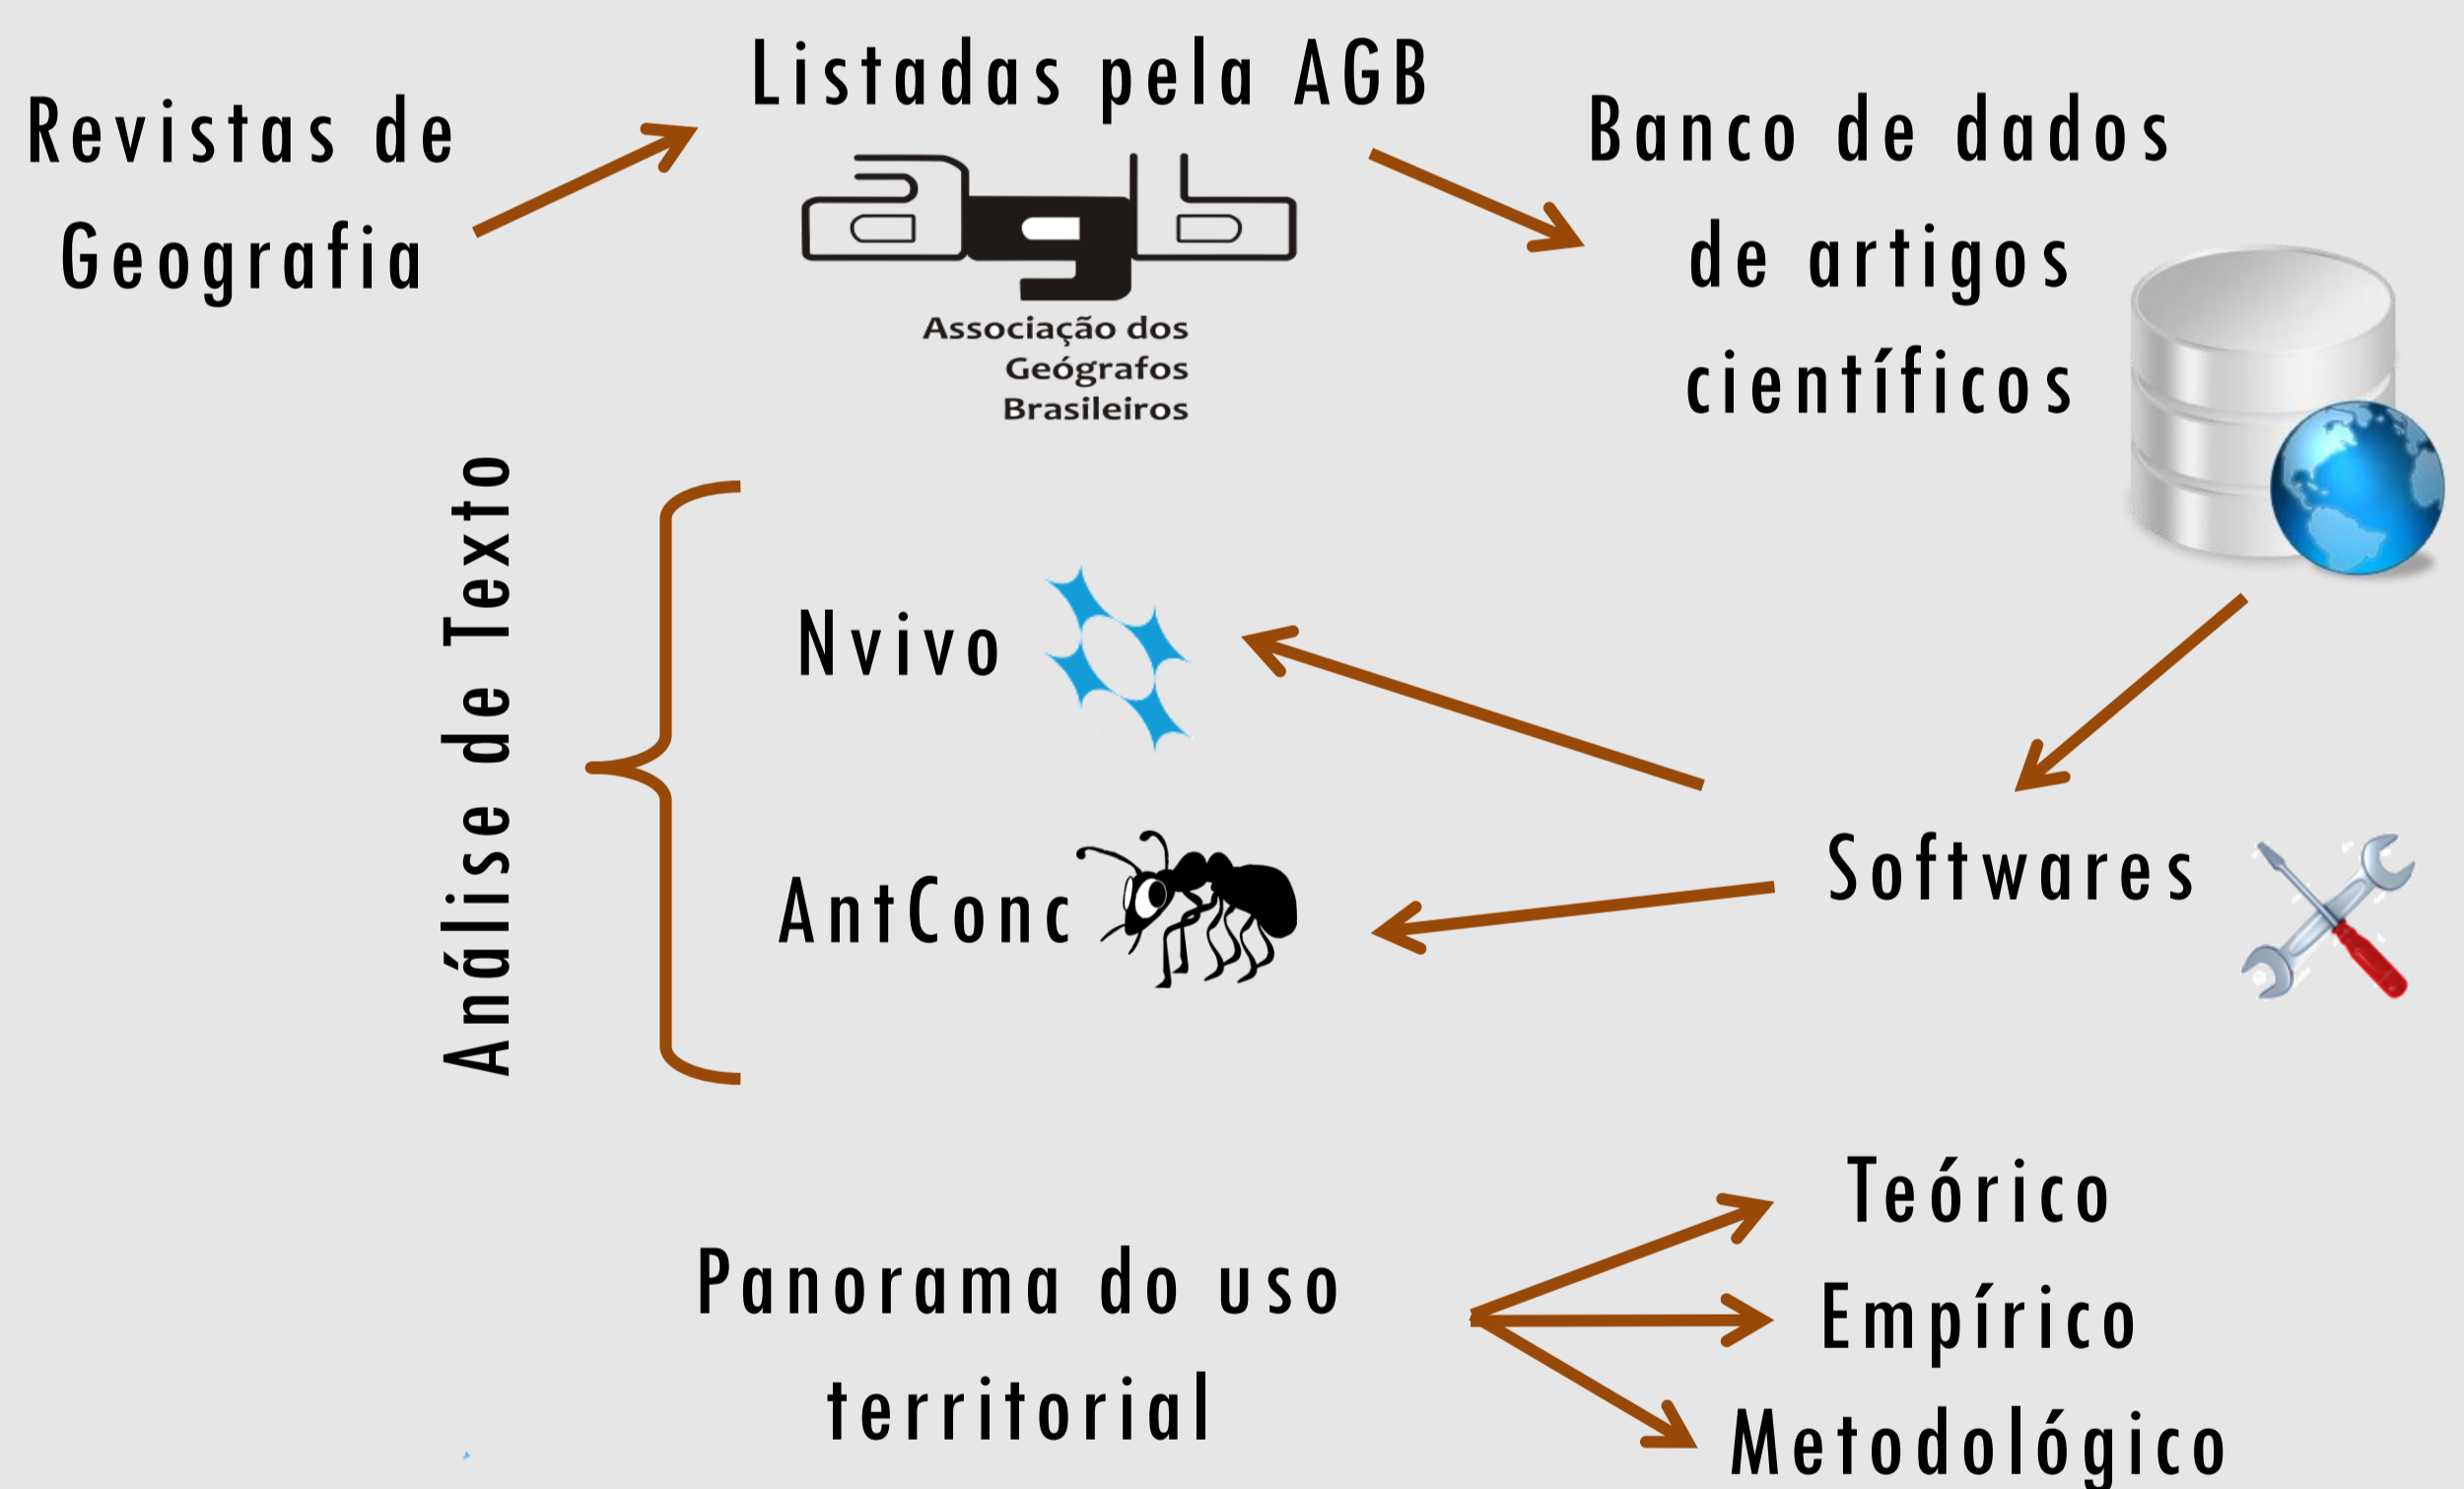 Revistas de
Geografia
Listadas pela AGB
agb
Associação dos
Geógrafos
Brasileiros
Banco de dados
de artigos
científicos
Análise de Texto
Nvivo
AntConc
Softwares
Panorama do uso
territorial
Teórico
Empírico
Metodológico